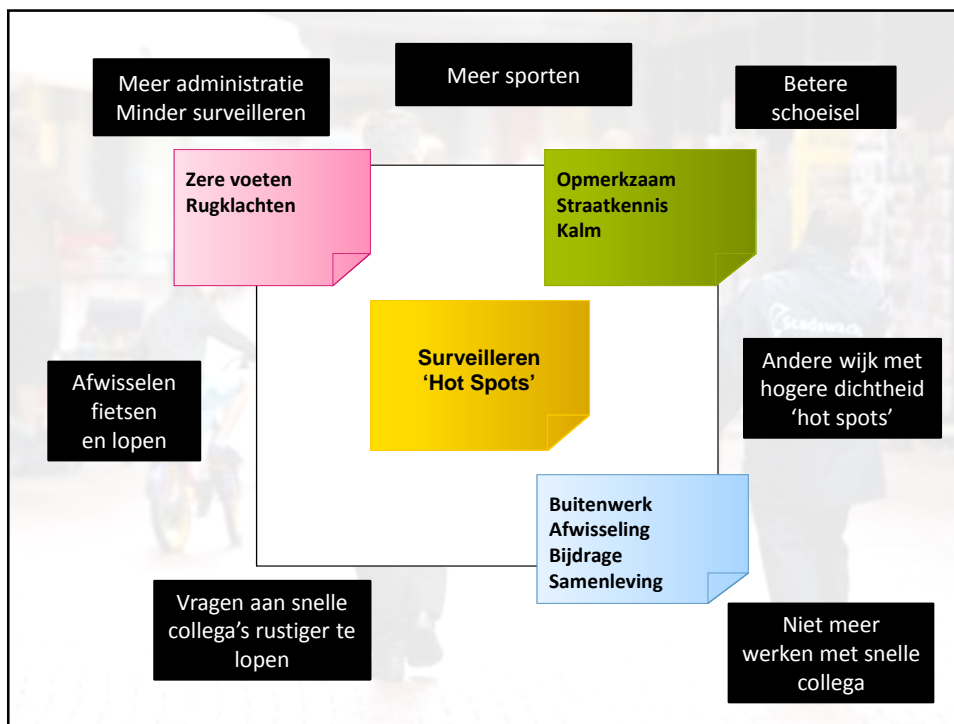 Meer administratie
Minder surveilleren
Meer sporten
Betere
schoeisel
Zere voeten
Rugklachten
Opmerkzaam
Straatkennis
Kalm
Surveilleren
‘Hot Spots’
Afwisselen
fietsen
en lopen
Andere wijk met
hogere dichtheid
‘hot spots’
Buitenwerk
Afwisseling
Bijdrage
Samenleving
Vragen aan snelle
collega’s rustiger te
lopen
Niet meer
werken met snelle
collega